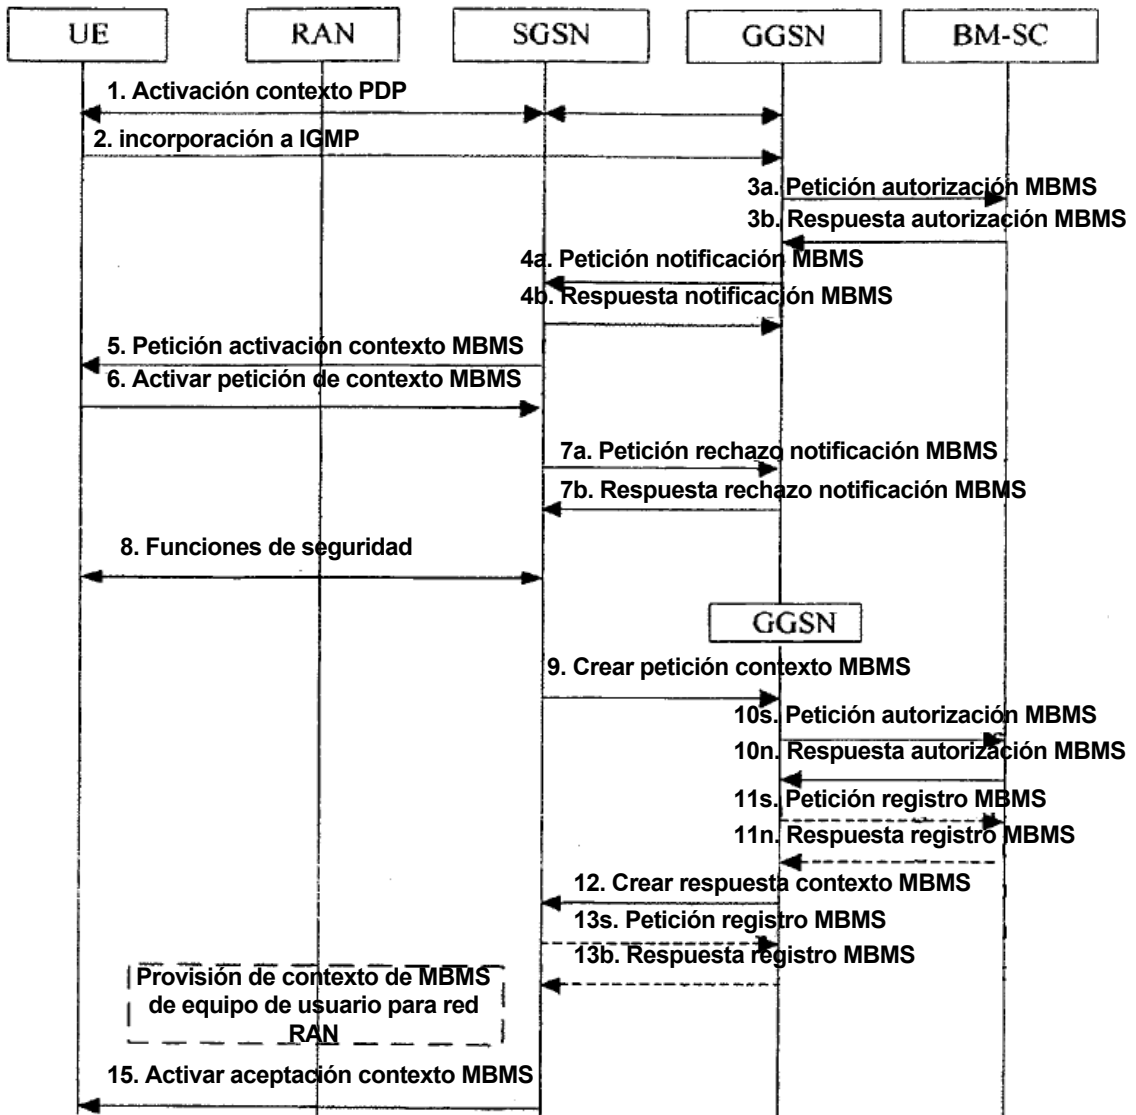 UE
RAN
SGSN
GGSN
BM-SC
1. Activación contexto PDP
2. incorporación a IGMP
3a. Petición autorización MBMS
3b. Respuesta autorización MBMS
4a. Petición notificación MBMS
4b. Respuesta notificación MBMS
5. Petición activación contexto MBMS
6. Activar petición de contexto MBMS
7a. Petición rechazo notificación MBMS
7b. Respuesta rechazo notificación MBMS
8. Funciones de seguridad
GGSN
9. Crear petición contexto MBMS
10s. Petición autorización MBMS
10n. Respuesta autorización MBMS
11s. Petición registro MBMS
11n. Respuesta registro MBMS
12. Crear respuesta contexto MBMS
13s. Petición registro MBMS
13b. Respuesta registro MBMS
Provisión de contexto de MBMS
de equipo de usuario para red
RAN
15. Activar aceptación contexto MBMS